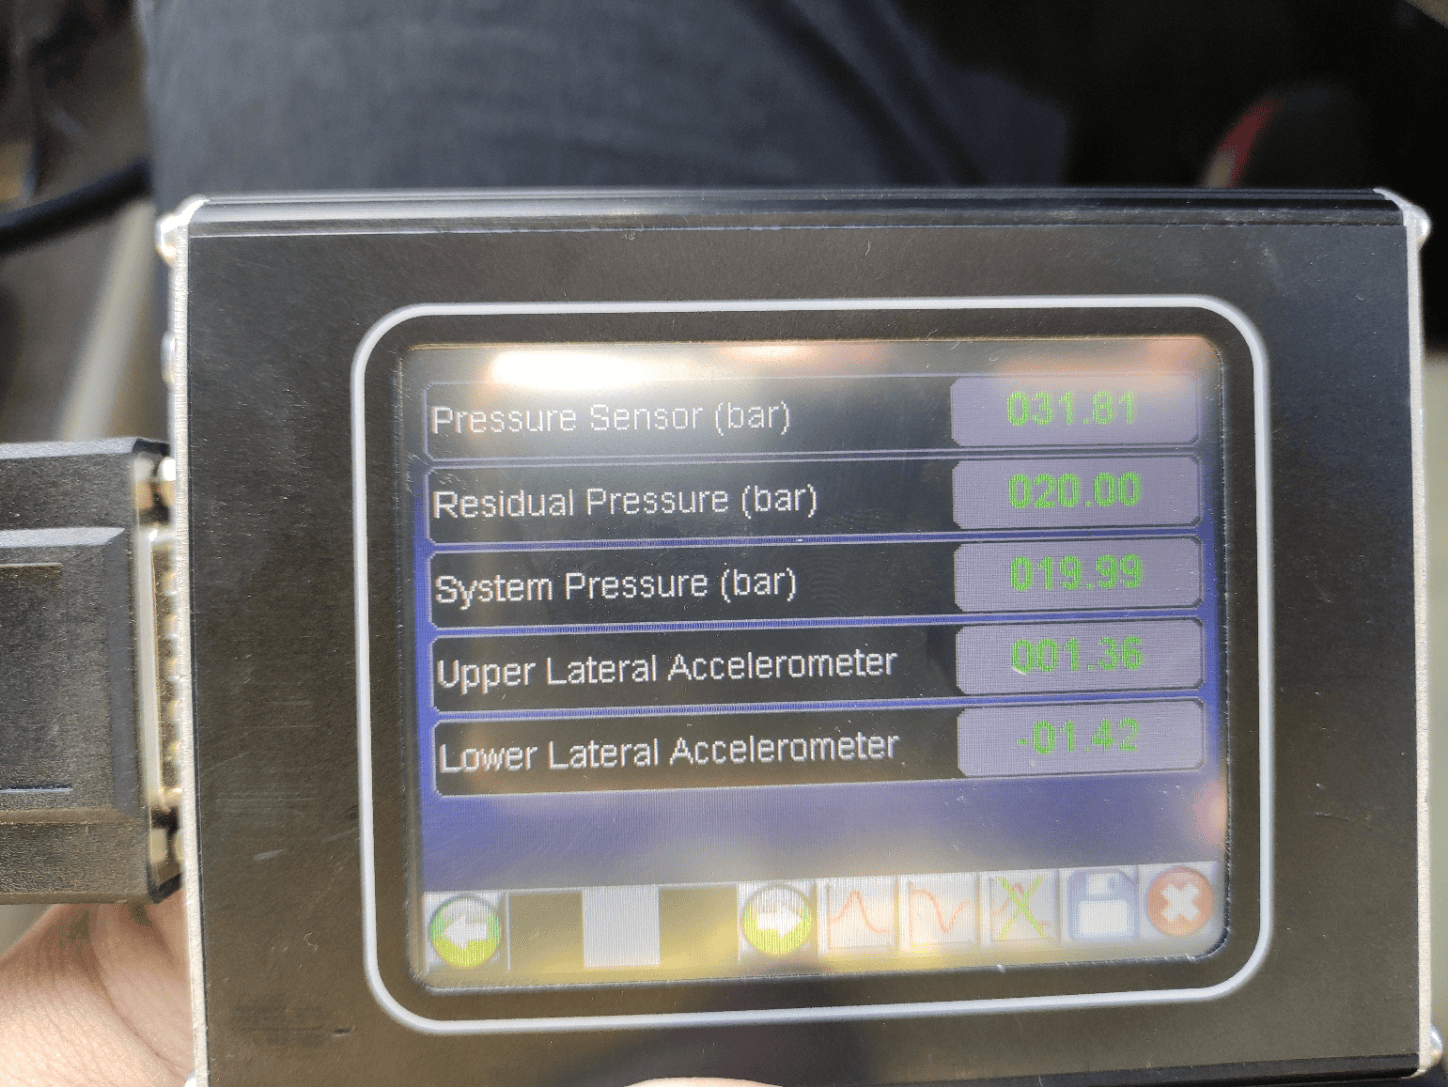 Pressure Sensor (bar) 031.81
Residual Pressure (bar) 020.00
System Pressure (bar) 019.99
Upper Lateral Accelerometer 001.36
Lower Lateral Accelerometer -01.42